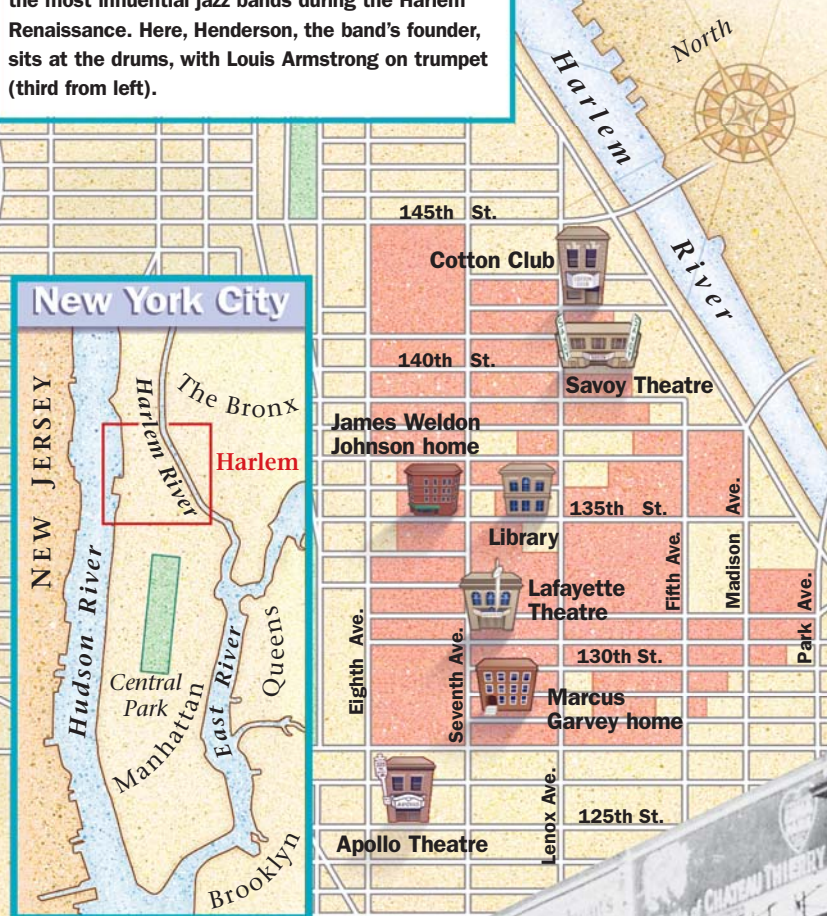 the most influential jazz bands during the Harlem
Renaissance. Here, Henderson, the band's founder,
sits at the drums, with Louis Armstrong on trumpet
(third from left).
North
Harlem River
145th St.
Cotton Club
COTTON CLUB
140th St.
Savoy Theatre
SAVOY
James Weldon
Johnson home
135th St.
Library
Lafayette
Theatre
Fifth Ave.
Madison Ave.
Park Ave.
Eighth Ave.
Seventh Ave.
130th St.
Marcus
Garvey home
Lenox Ave.
125th St.
APOLLO
Apollo Theatre
New York City
NEW JERSEY
Hudson River
Harlem River
The Bronx
Harlem
Central
Park
Manhattan
East River
Queens
Brooklyn
CHATEAU THIERRY